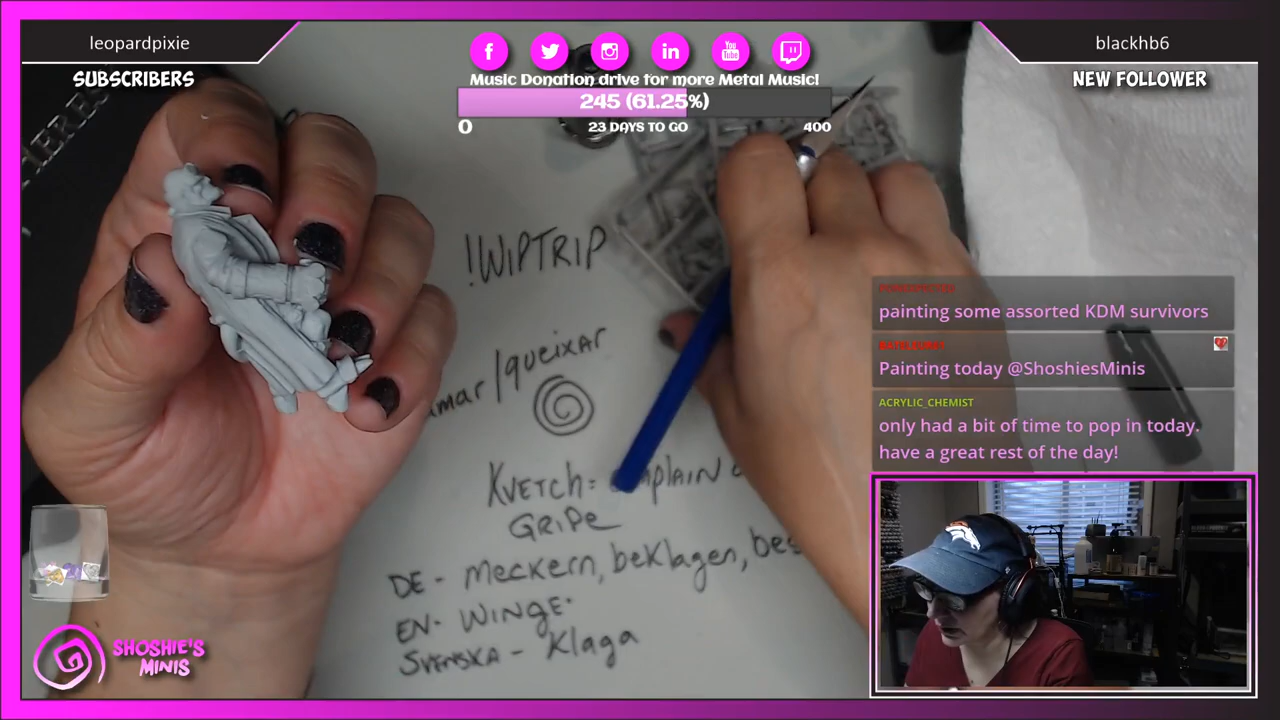 leopardpixie
SUBSCRIBERS
blackhb6
NEW FOLLOWER
Music Donation drive for more Metal Music!
245 (61.25%)
0
23 DAYS TO GO
400
!WIPTRIP
/queixar
KVETCH=
GRIPE
DE- meckern, beklagen,
EN- WINGE.
SVENSKA - Klaga
painting some assorted KDM survivors
Painting today @ShoshiesMinis
ACRYLIC_CHEMIST
only had a bit of time to pop in today.
have a great rest of the day!
SHOSHIE'S
MINIS